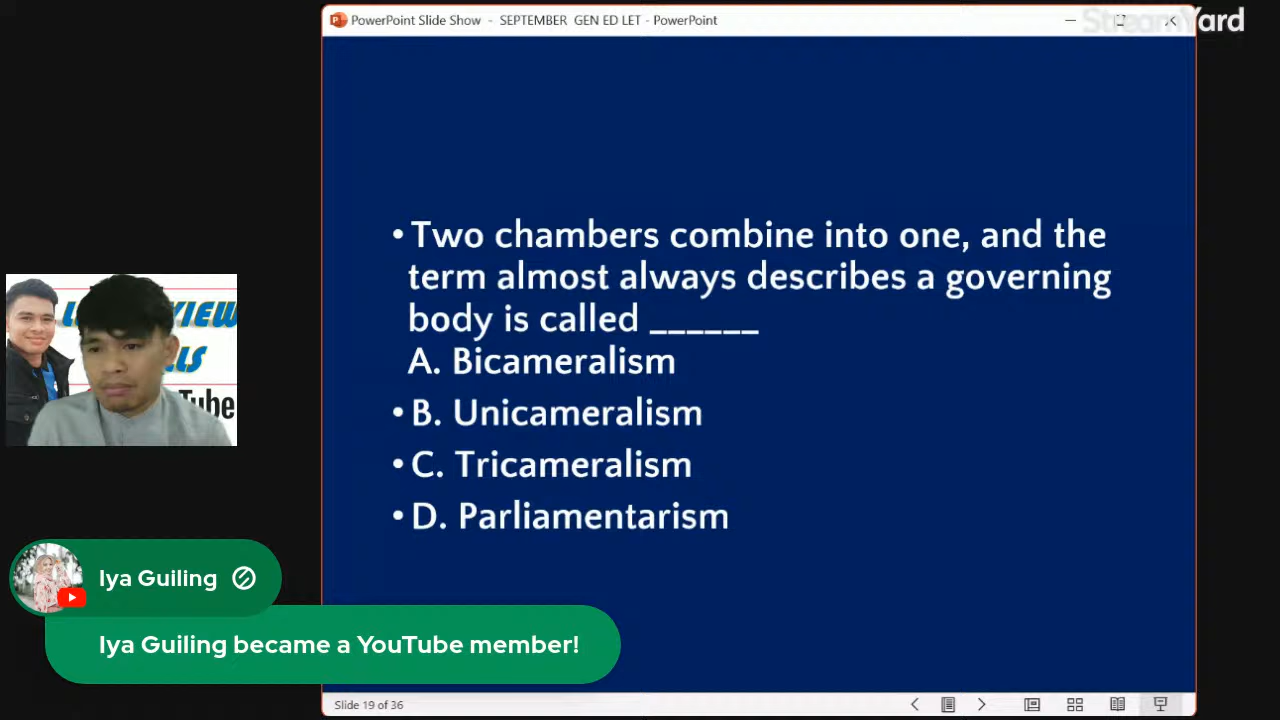 PowerPoint Slide Show - SEPTEMBER GEN ED LET - PowerPoint
StreamYard
• Two chambers combine into one, and the
term almost always describes a governing
body is called ______
A. Bicameralism
• B. Unicameralism
• C. Tricameralism
• D. Parliamentarism
Iya Guiling
Iya Guiling became a YouTube member!
Slide 19 of 36